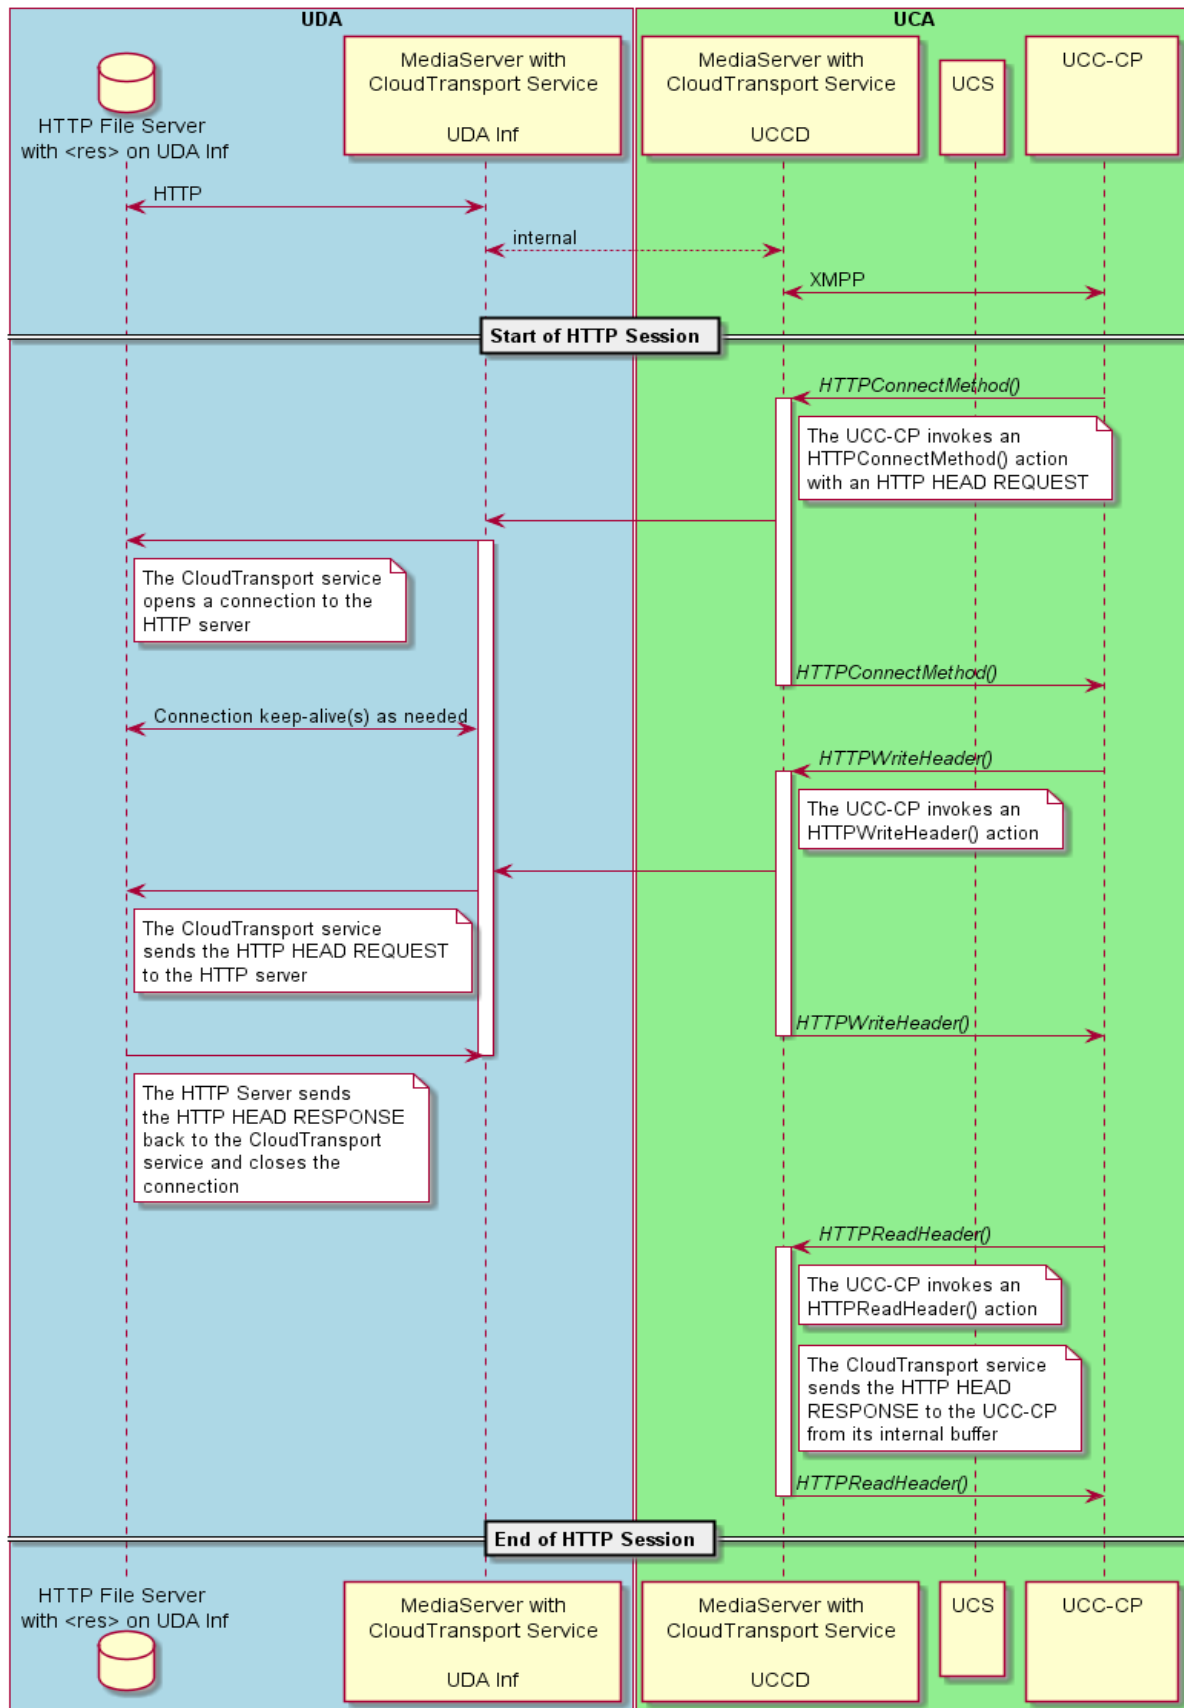 UDA
UCA
HTTP File Server
with <res> on UDA Inf
MediaServer with
CloudTransport Service
UDA Inf
MediaServer with
CloudTransport Service
UCCD
UCS
UCC-CP
HTTP
internal
XMPP
Start of HTTP Session
HTTPConnectMethod()
The UCC-CP invokes an
HTTPConnectMethod() action
with an HTTP HEAD REQUEST
The CloudTransport service
opens a connection to the
HTTP server
HTTPConnectMethod()
Connection keep-alive(s) as needed
HTTPWriteHeader()
The UCC-CP invokes an
HTTPWriteHeader() action
The CloudTransport service
sends the HTTP HEAD REQUEST
to the HTTP server
HTTPWriteHeader()
The HTTP Server sends
the HTTP HEAD RESPONSE
back to the CloudTransport
service and closes the
connection
HTTPReadHeader()
The UCC-CP invokes an
HTTPReadHeader() action
The CloudTransport service
sends the HTTP HEAD
RESPONSE to the UCC-CP
from its internal buffer
HTTPReadHeader()
End of HTTP Session
HTTP File Server
with <res> on UDA Inf
MediaServer with
CloudTransport Service
UDA Inf
MediaServer with
CloudTransport Service
UCCD
UCS
UCC-CP